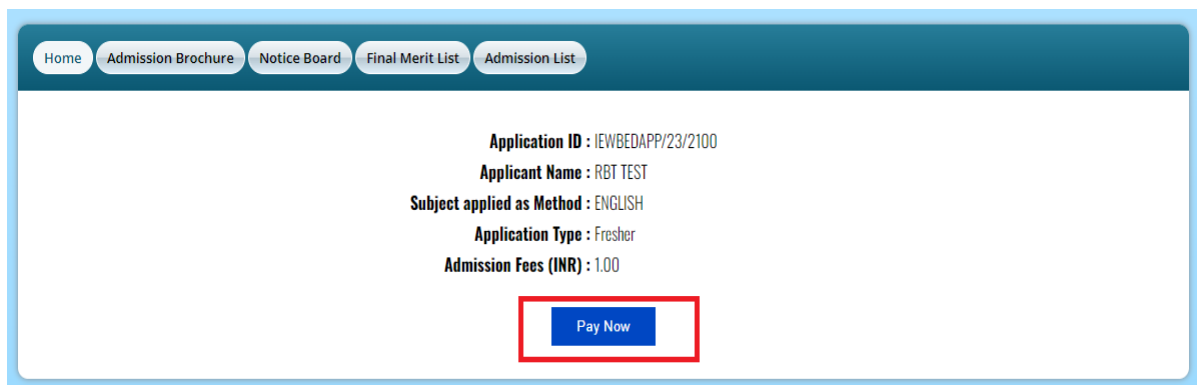 Home Admission Brochure Notice Board Final Merit List Admission List
Application ID : IEWBEDAPP/23/2100
Applicant Name : RBT TEST
Subject applied as Method : ENGLISH
Application Type : Fresher
Admission Fees (INR) : 1.00
Pay Now